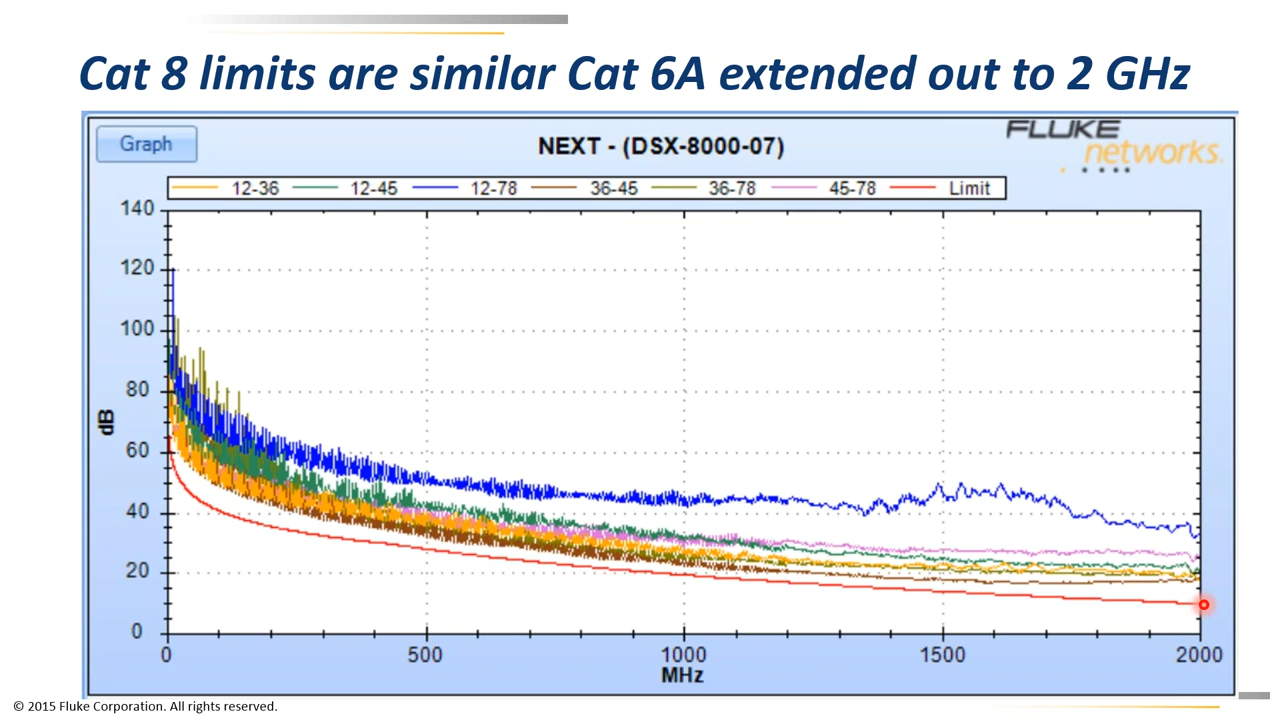 Cat 8 limits are similar Cat 6A extended out to 2 GHz
Graph
NEXT - (DSX-8000-07)
FLUKE
networks.
12-36 12-45 12-78 36-45 36-78 45-78 Limit
140
120
100
80
60
40
20
0
dB
0 500 1000 1500 2000
MHz
© 2015 Fluke Corporation. All rights reserved.